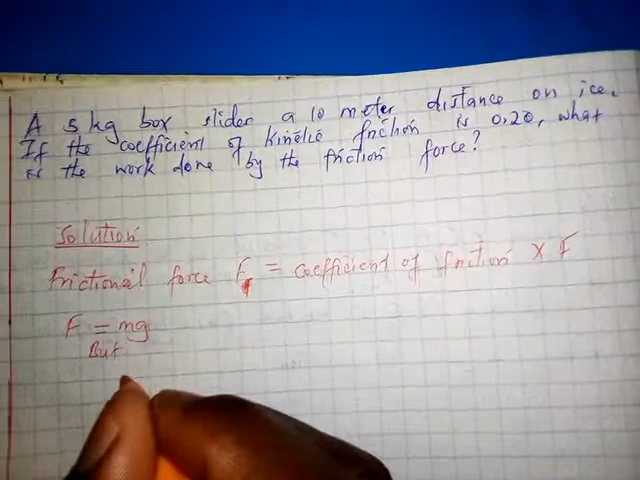 A 5 kg box slides a 10 meter distance on ice.
If the coefficient of kinetic friction is 0,20, what
is the work done by the friction force?
Solution
Frictional force Ff = coefficient of friction X F
F = mg
But